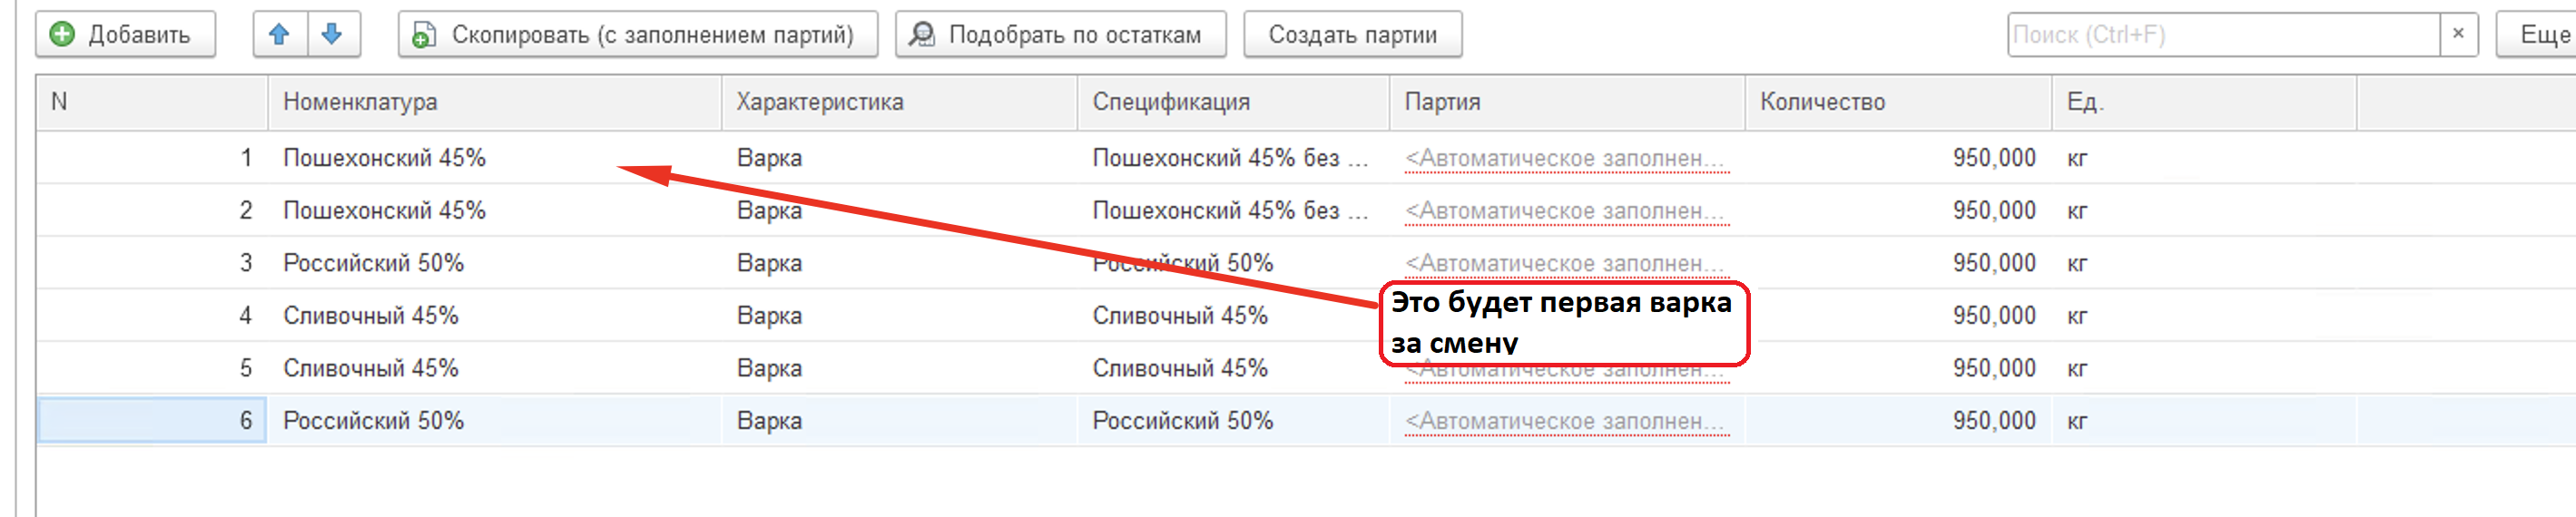 Добавить Скопировать (с заполнением партий) Подобрать по остаткам Создать партии Поиск (Ctrl+F) × Еще
N Номенклатура Характеристика Спецификация Партия Количество Ед.
1 Пошехонский 45% Варка Пошехонский 45% без ... <Автоматическое заполнен... 950,000 кг
2 Пошехонский 45% Варка Пошехонский 45% без ... <Автоматическое заполнен... 950,000 кг
3 Российский 50% Варка Российский 50% <Автоматическое заполнен... 950,000 кг
Это будет первая варка
за смену
4 Сливочный 45% Варка Сливочный 45% 950,000 кг
5 Сливочный 45% Варка Сливочный 45% <Автоматическое заполнен... 950,000 кг
6 Российский 50% Варка Российский 50% <Автоматическое заполнен... 950,000 кг